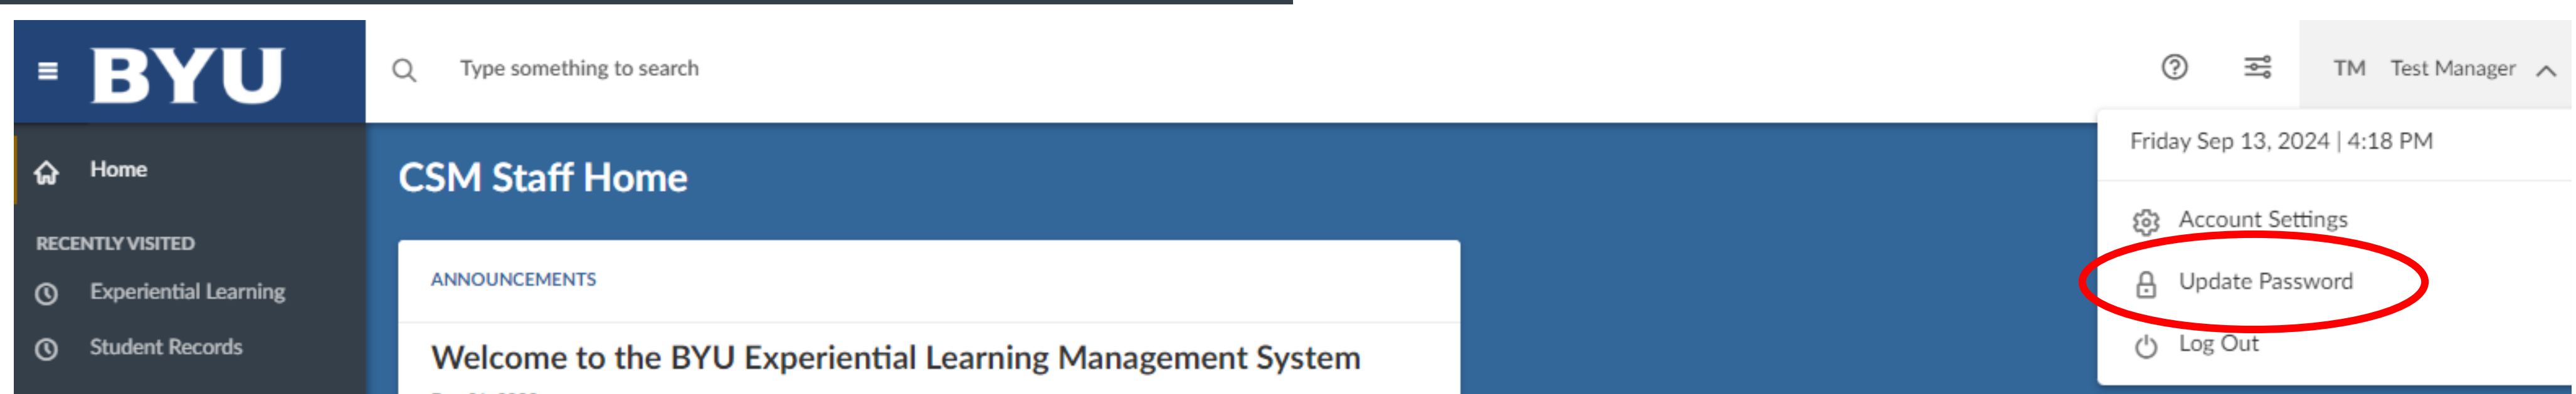 BYU
Type something to search
TM Test Manager
Friday Sep 13, 2024 | 4:18 PM
Account Settings
Update Password
Log Out
Home
RECENTLY VISITED
Experiential Learning
Student Records
CSM Staff Home
ANNOUNCEMENTS
Welcome to the BYU Experiential Learning Management System